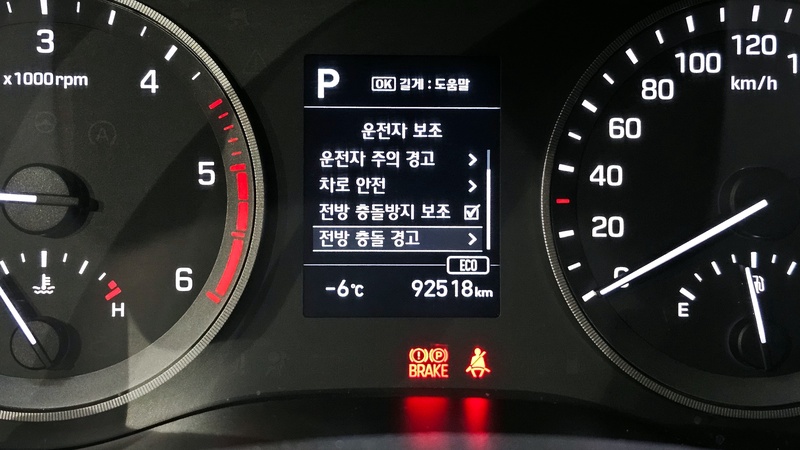 3
x1000rpm
4
5
6
H
P
OK 길게 : 도움말
운전자 보조
운전자 주의 경고
차로 안전
전방 충돌방지 보조
전방 충돌 경고
ECO
-6℃
92518km
(!) (P)
BRAKE
120
100
km/h
80
60
40
20
0
E